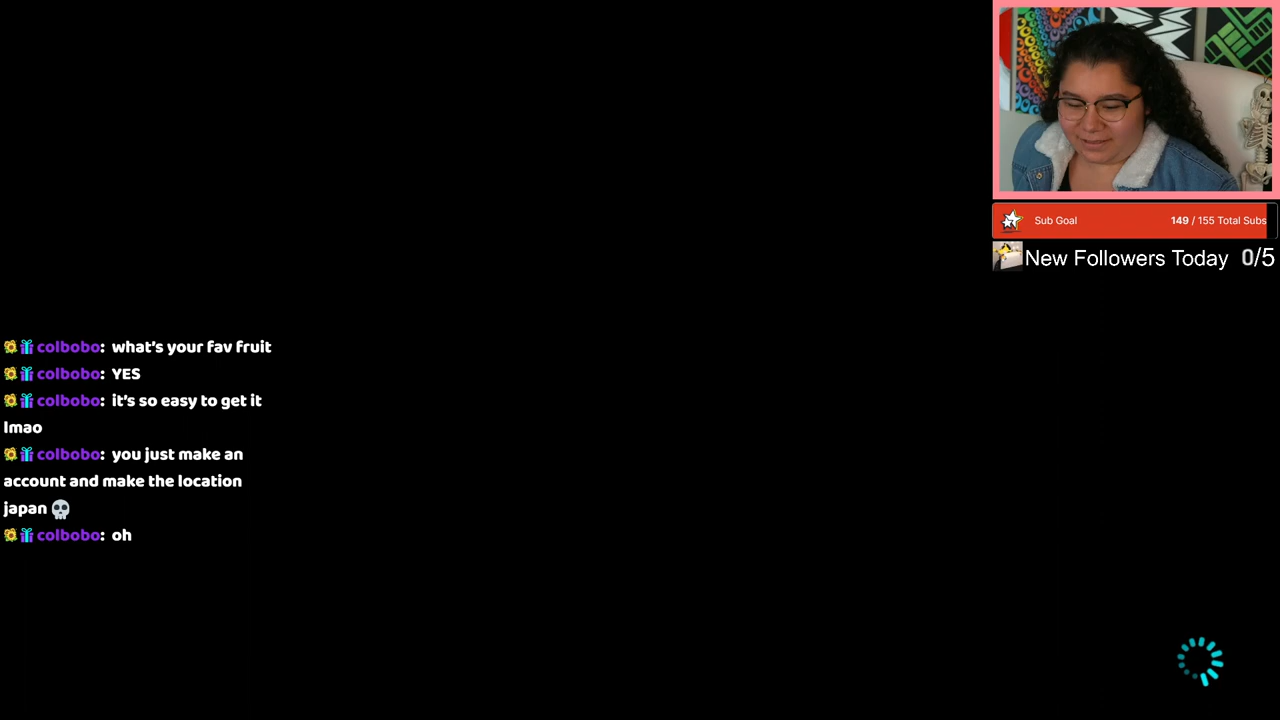 Sub Goal 149 / 155 Total Subs
New Followers Today 0/5
colbobo: what's your fav fruit
colbobo: YES
colbobo: it's so easy to get it
lmao
colbobo: you just make an
account and make the location
japan 💀
colbobo: oh